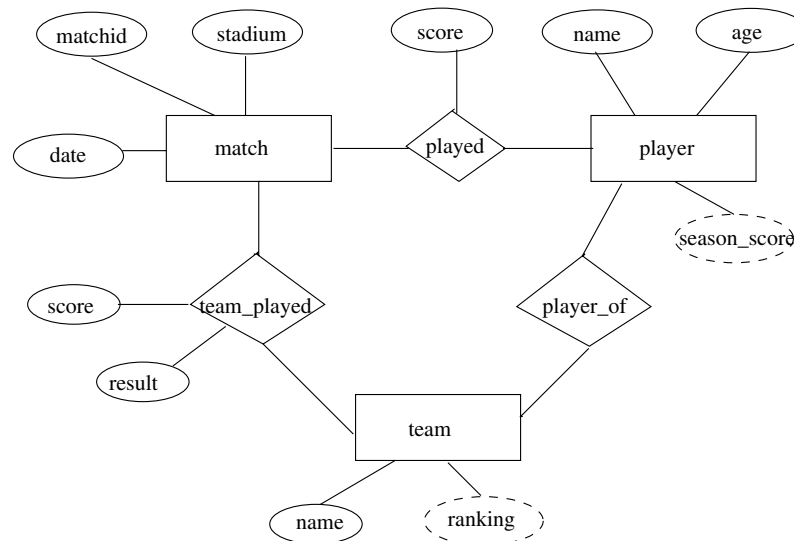 matchid
stadium
score
name
age
date
match
played
player
season_score
score
team_played
player_of
result
team
name
ranking